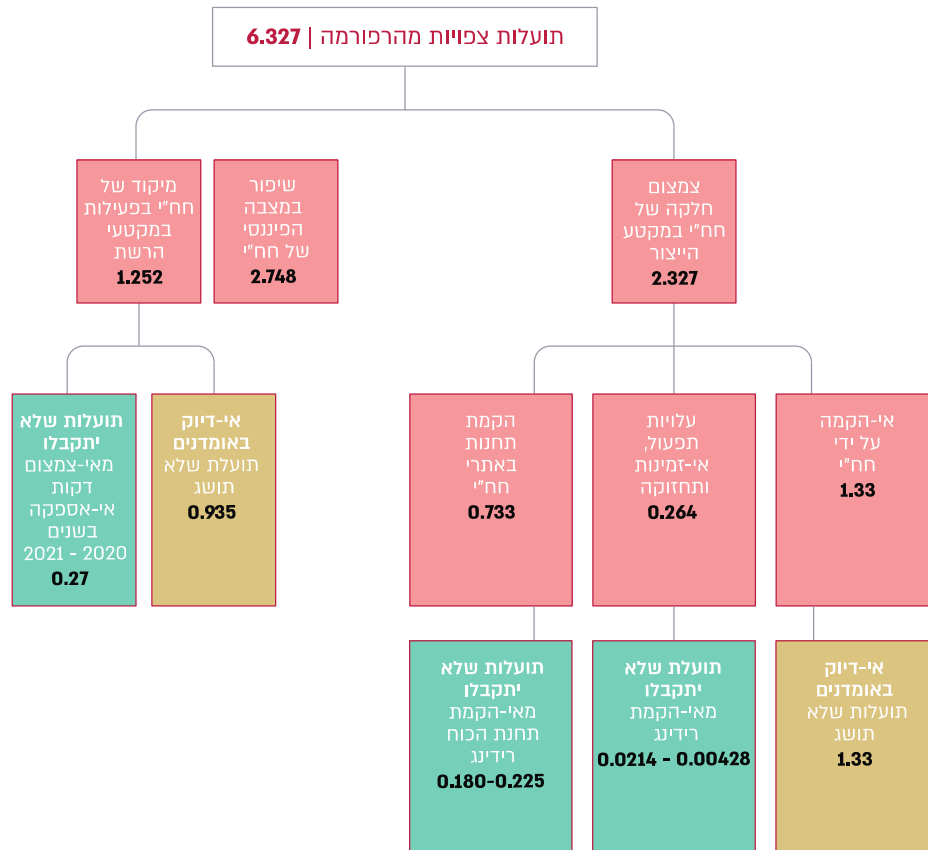 תועלות צפויות מהרפורמה | 6.327
צמצום
חלקה של
חח"י במקטע
הייצור
2.327
שיפור
במצבה
הפיננסי
של חח"י
2.748
מיקוד של
חח"י בפעילות
במקטעי
הרשת
1.252
אי-הקמה
על ידי
חח"י
1.33
עלויות
תפעול,
אי-זמינות
ותחזוקה
0.264
הקמת
תחנות
באתרי
חח"י
0.733
אי-דיוק
באומדנים
תועלת שלא
תושג
0.935
תועלות שלא
יתקבלו
מאי-צמצום
דקות
אי-אספקה
בשנים
2020 - 2021
0.27
אי-דיוק
באומדנים
תועלות שלא
תושג
1.33
תועלת שלא
יתקבלו
מאי-הקמת
רידינג
0.0214 - 0.00428
תועלות שלא
יתקבלו
מאי-הקמת
תחנת הכוח
רידינג
0.180-0.225